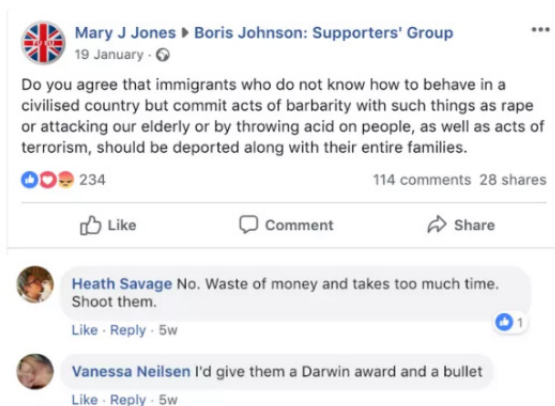 Mary J Jones ▸ Boris Johnson: Supporters' Group
19 January ·
Do you agree that immigrants who do not know how to behave in a
civilised country but commit acts of barbarity with such things as rape
or attacking our elderly or by throwing acid on people, as well as acts of
terrorism, should be deported along with their entire families.
234 114 comments 28 shares
Like Comment Share
Heath Savage No. Waste of money and takes too much time.
Shoot them.
1
Like · Reply · 5w
Vanessa Neilsen I'd give them a Darwin award and a bullet
Like · Reply · 5w